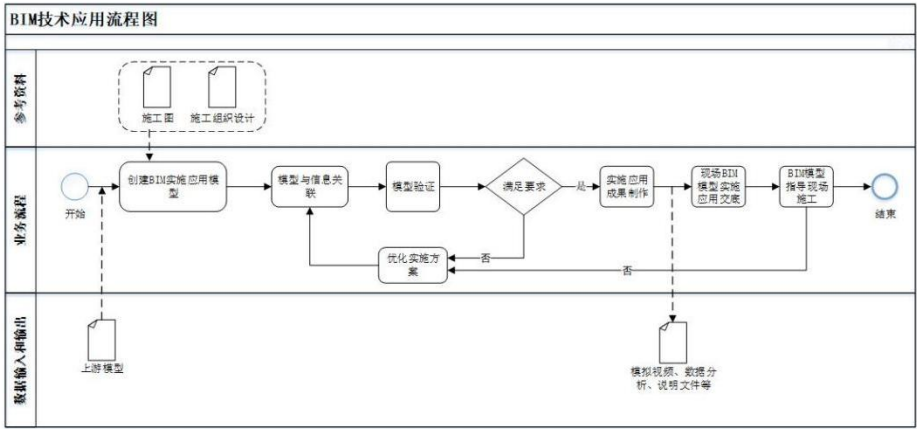 BIM技术应用流程图
参考资料
施工图
施工组织设计
业务流程
开始
创建BIM实施应用模
型
模型与信息关
联
模型验证
满足要求
是
实施应用
成果制作
现场BIM
模型实施
应用交底
BIM模型
指导现场
施工
结束
优化实施方
案
否
否
数据输入和输出
上游模型
模拟视频、数据分
析、说明文件等